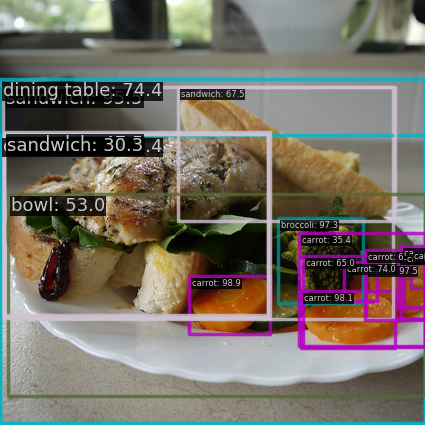 dining table: 74.4
sandwich: 67.5
sandwich: 30.3
bowl: 53.0
broccoli: 97.3
carrot: 35.4
carrot: 65.0
carrot: 74.0
97.5
carrot: 98.9
carrot: 98.1